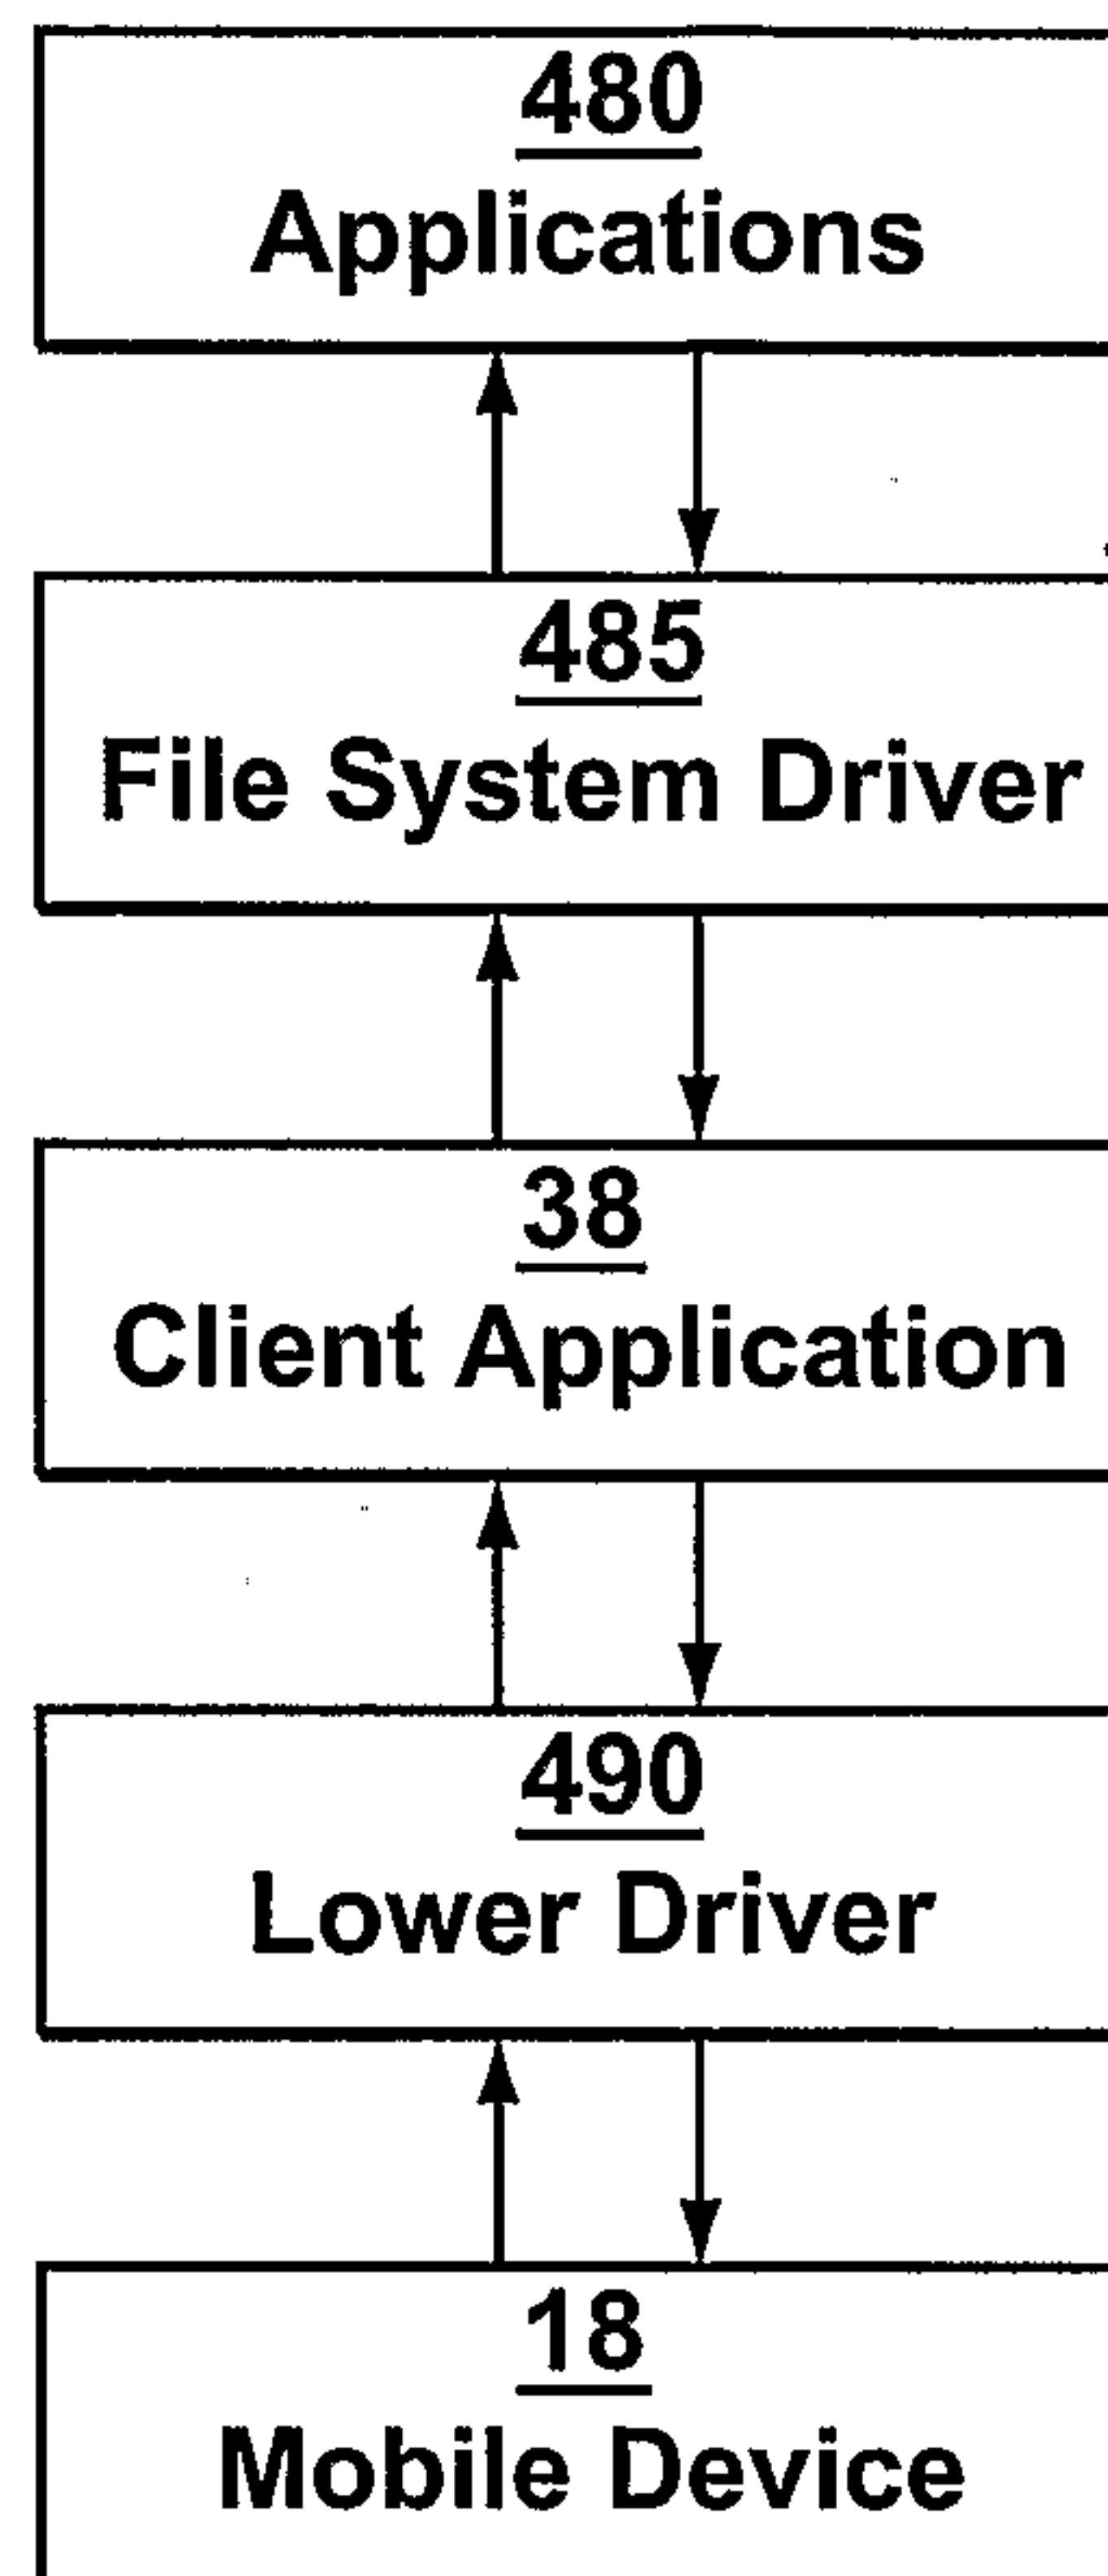 480
Applications
485
File System Driver
38
Client Application
490
Lower Driver
18
Mobile Device